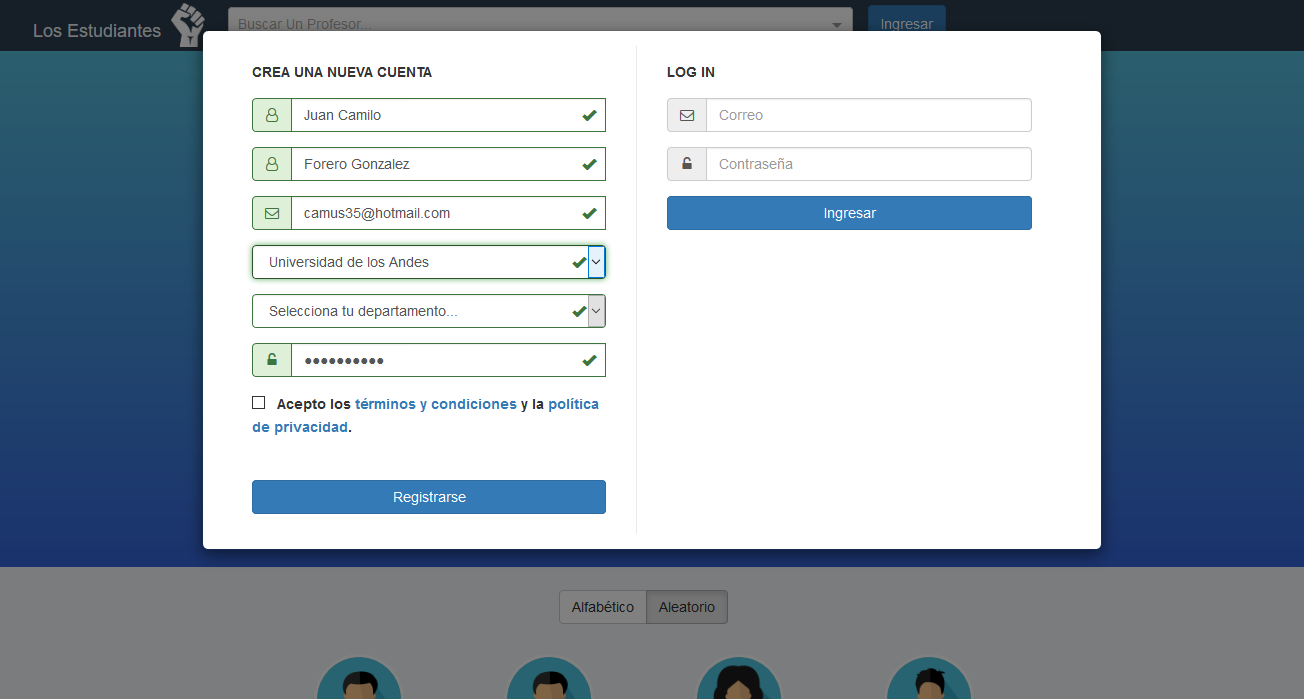 Los Estudiantes
Buscar Un Profesor...
Ingresar
CREA UNA NUEVA CUENTA
Juan Camilo
Forero Gonzalez
camus35@hotmail.com
Universidad de los Andes
Selecciona tu departamento...
●●●●●●●●●●
Acepto los términos y condiciones y la política
de privacidad.
Registrarse
LOG IN
Correo
Contraseña
Ingresar
Alfabético
Aleatorio